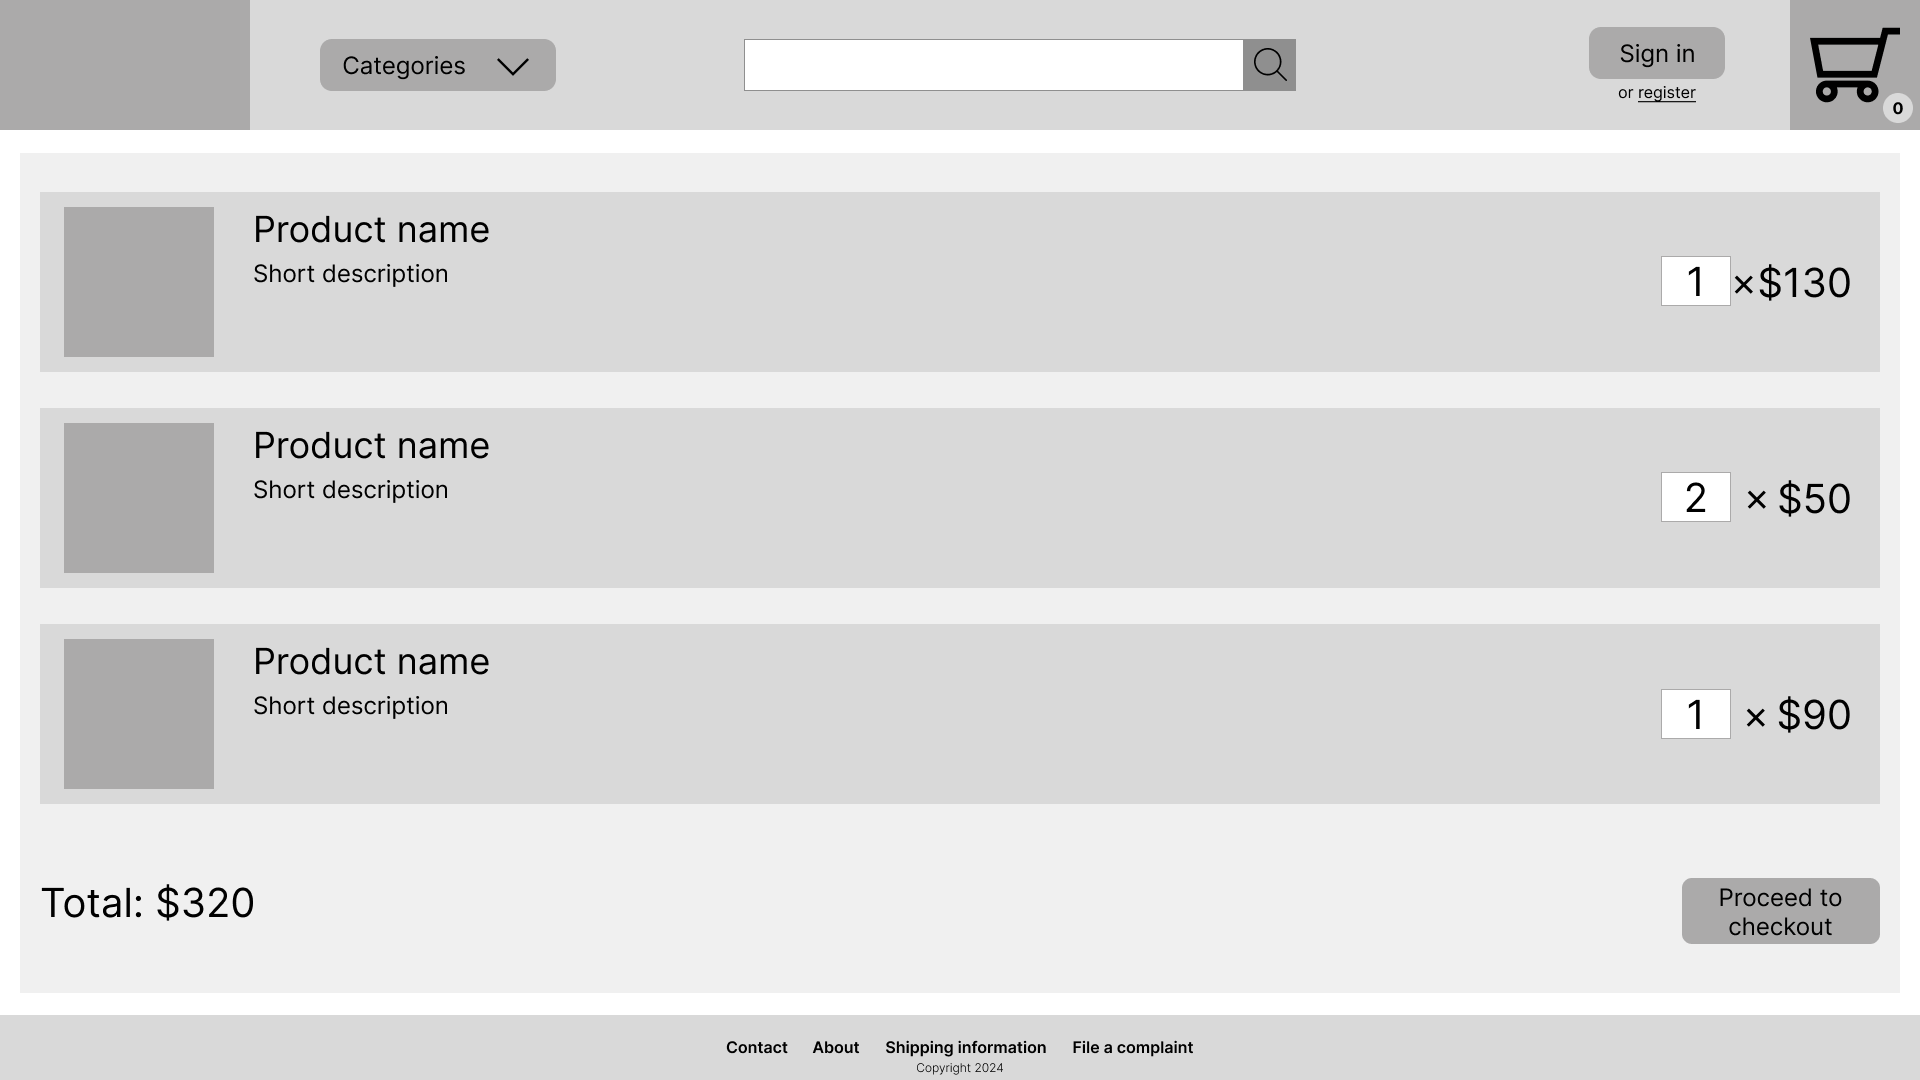 Categories
Sign in
or register
0
Product name
Short description
1 ×$130
Product name
Short description
2 × $50
Product name
Short description
1 × $90
Total: $320
Proceed to
checkout
Contact About Shipping information File a complaint
Copyright 2024